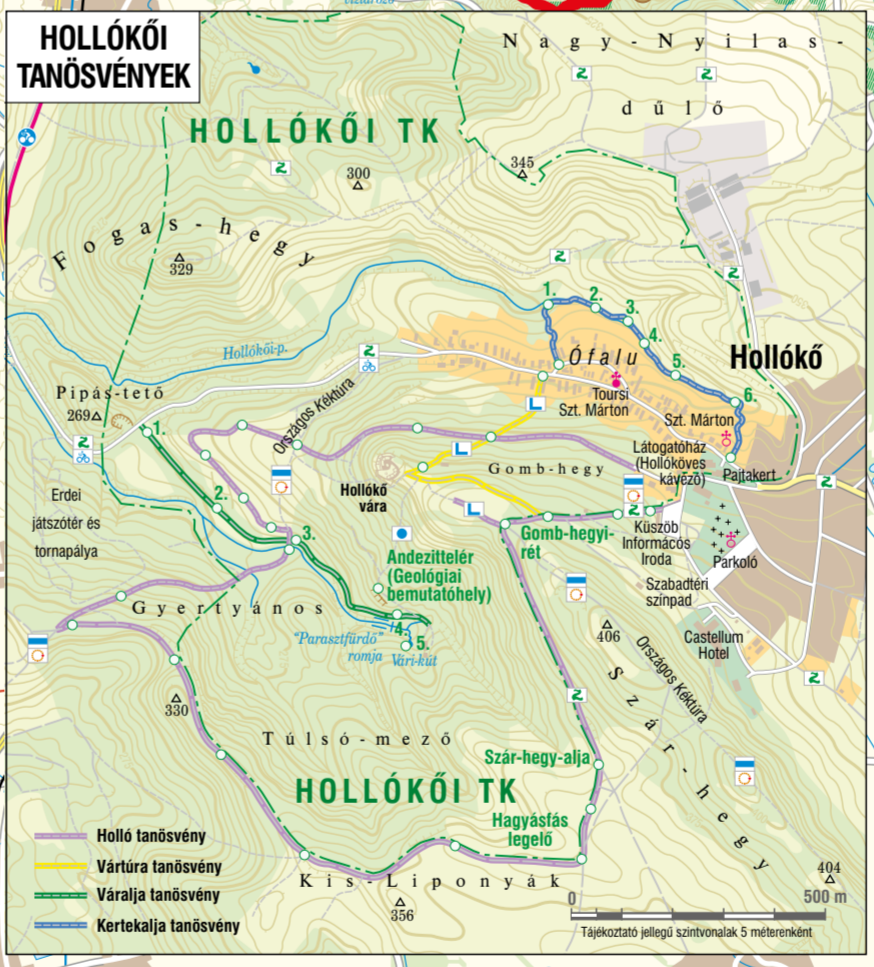 HOLLÓKŐI
TANÖSVÉNYEK
Nagy-Nyilas-
dűlő
HOLLÓKŐI TK
345
300
Fogas-hegy
329
1.
2.
3.
4.
5.
6.
Hollókői-p.
Ófalu
Hollókő
Toursi
Szt. Márton
Szt. Márton
Pipás-tető
269
1.
Országos Kéktúra
L
L
L
Látogatóház
(Hollóköves
kávézó)
Pajtakert
Gomb-hegy
Hollókő
vára
Erdei
játszótér és
tornapálya
2.
3.
Gomb-hegyi-
rét
Küszöb
Információs
Iroda
Parkoló
Andezittelér
(Geológiai
bemutatóhely)
Szabadtéri
színpad
Gyertyános
4.
5.
"Parasztfürdő"
romja
Vári-kút
406
Országos Kéktúra
Castellum
Hotel
Szár-hegy
330
Túlsó-mező
Szár-hegy-alja
HOLLÓKŐI TK
Hagyásfás
legelő
Kis-Liponyák
356
404
Holló tanösvény
Vártúra tanösvény
Váralja tanösvény
Kertekalja tanösvény
0
500 m
Tájékoztató jellegű szintvonalak 5 méterenként